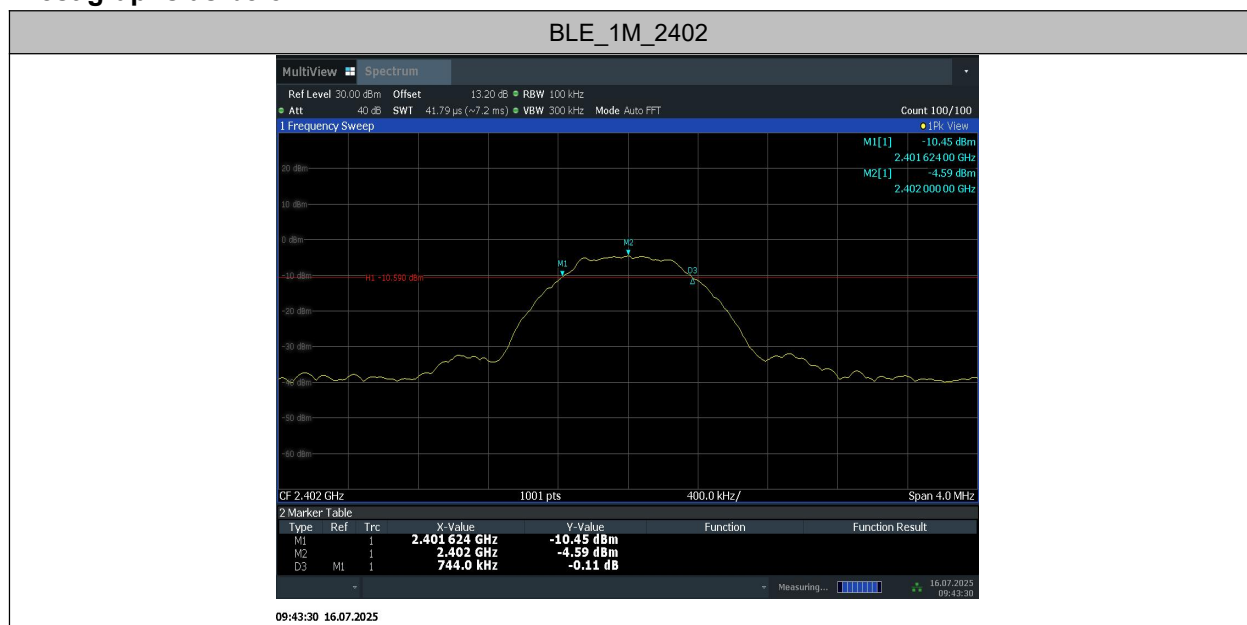 BLE_1M_2402
MultiView Spectrum
Ref Level 30.00 dBm Offset 13.20 dB RBW 100 kHz
Att 40 dB SWT 41.79 µs (~7.2 ms) VBW 300 kHz Mode Auto FFT Count 100/100
1 Frequency Sweep 1Pk View
M1[1] -10.45 dBm
2.40162400 GHz
M2[1] -4.59 dBm
2.40200000 GHz
20 dBm
10 dBm
0 dBm
M2
M1
D3
-10 dBm
H1 -10.590 dBm
-20 dBm
-30 dBm
-40 dBm
-50 dBm
-60 dBm
CF 2.402 GHz 1001 pts 400.0 kHz/ Span 4.0 MHz
2 Marker Table
Type Ref Trc X-Value Y-Value Function Function Result
M1 1 2.401 624 GHz -10.45 dBm
M2 1 2.402 GHz -4.59 dBm
D3 M1 1 744.0 kHz -0.11 dB
Measuring... 16.07.2025
09:43:30
09:43:30 16.07.2025